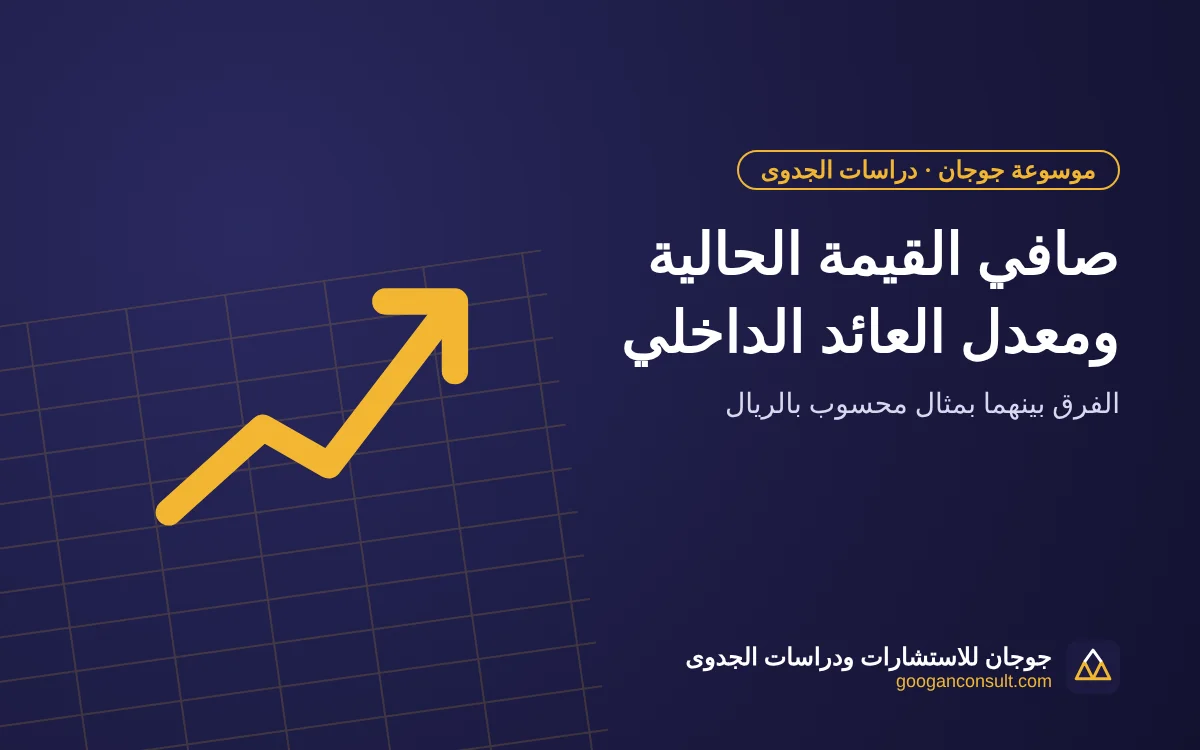 موسوعة جوجان · دراسات الجدوى
صافي القيمة الحالية
ومعدل العائد الداخلي
الفرق بينهما بمثال محسوب بالريال
جوجان للاستشارات ودراسات الجدوى
googanconsult.com